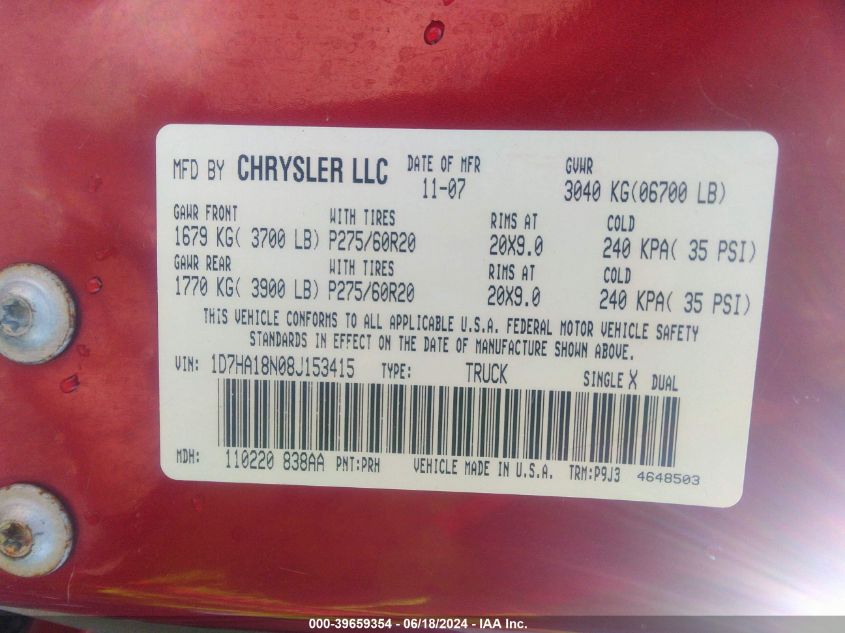 MFD BY CHRYSLER LLC DATE OF MFR GVWR
11-07 3040 KG(06700 LB)
GAWR FRONT WITH TIRES RIMS AT COLD
1679 KG( 3700 LB) P275/60R20 20X9.0 240 KPA( 35 PSI)
GAWR REAR WITH TIRES RIMS AT COLD
1770 KG( 3900 LB) P275/60R20 20X9.0 240 KPA( 35 PSI)
THIS VEHICLE CONFORMS TO ALL APPLICABLE U.S.A. FEDERAL MOTOR VEHICLE SAFETY
STANDARDS IN EFFECT ON THE DATE OF MANUFACTURE SHOWN ABOVE.
VIN: 1D7HA18N08J153415 TYPE: TRUCK SINGLE X DUAL
MDH: 110220 838AA PNT:PRH VEHICLE MADE IN U.S.A. TRM:P9J3 4648503
000-39659354 - 06/18/2024 - IAA Inc.